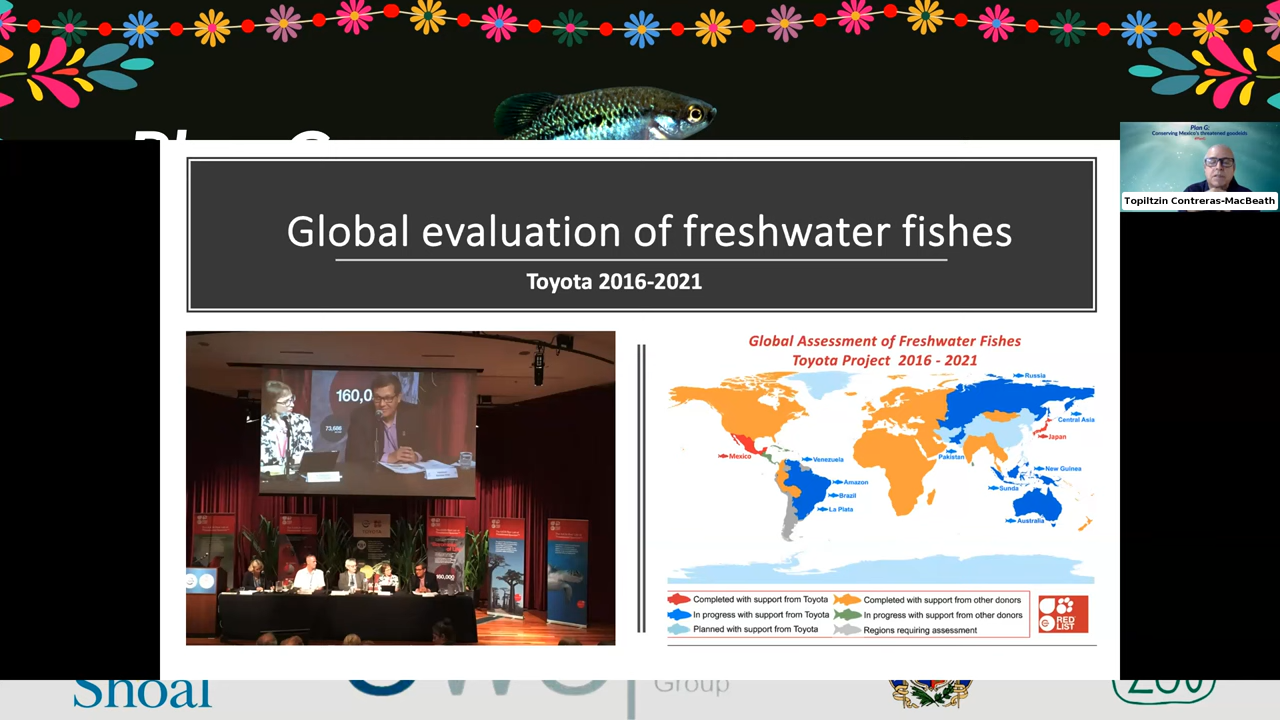 Plan G:
Conserving Mexico's threatened goodeids
Topiltzin Contreras-MacBeath
Global evaluation of freshwater fishes
Toyota 2016-2021
160,0
73,686
160,000
Global Assessment of Freshwater Fishes
Toyota Project 2016 - 2021
Russia
Central Asia
Japan
Mexico
Venezuela
Pakistan
New Guinea
Amazon
Sunda
Brazil
La Plata
Australia
Completed with support from Toyota
Completed with support from other donors
In progress with support from Toyota
In progress with support from other donors
Planned with support from Toyota
Regions requiring assessment
RED
LIST
Shoal
Group